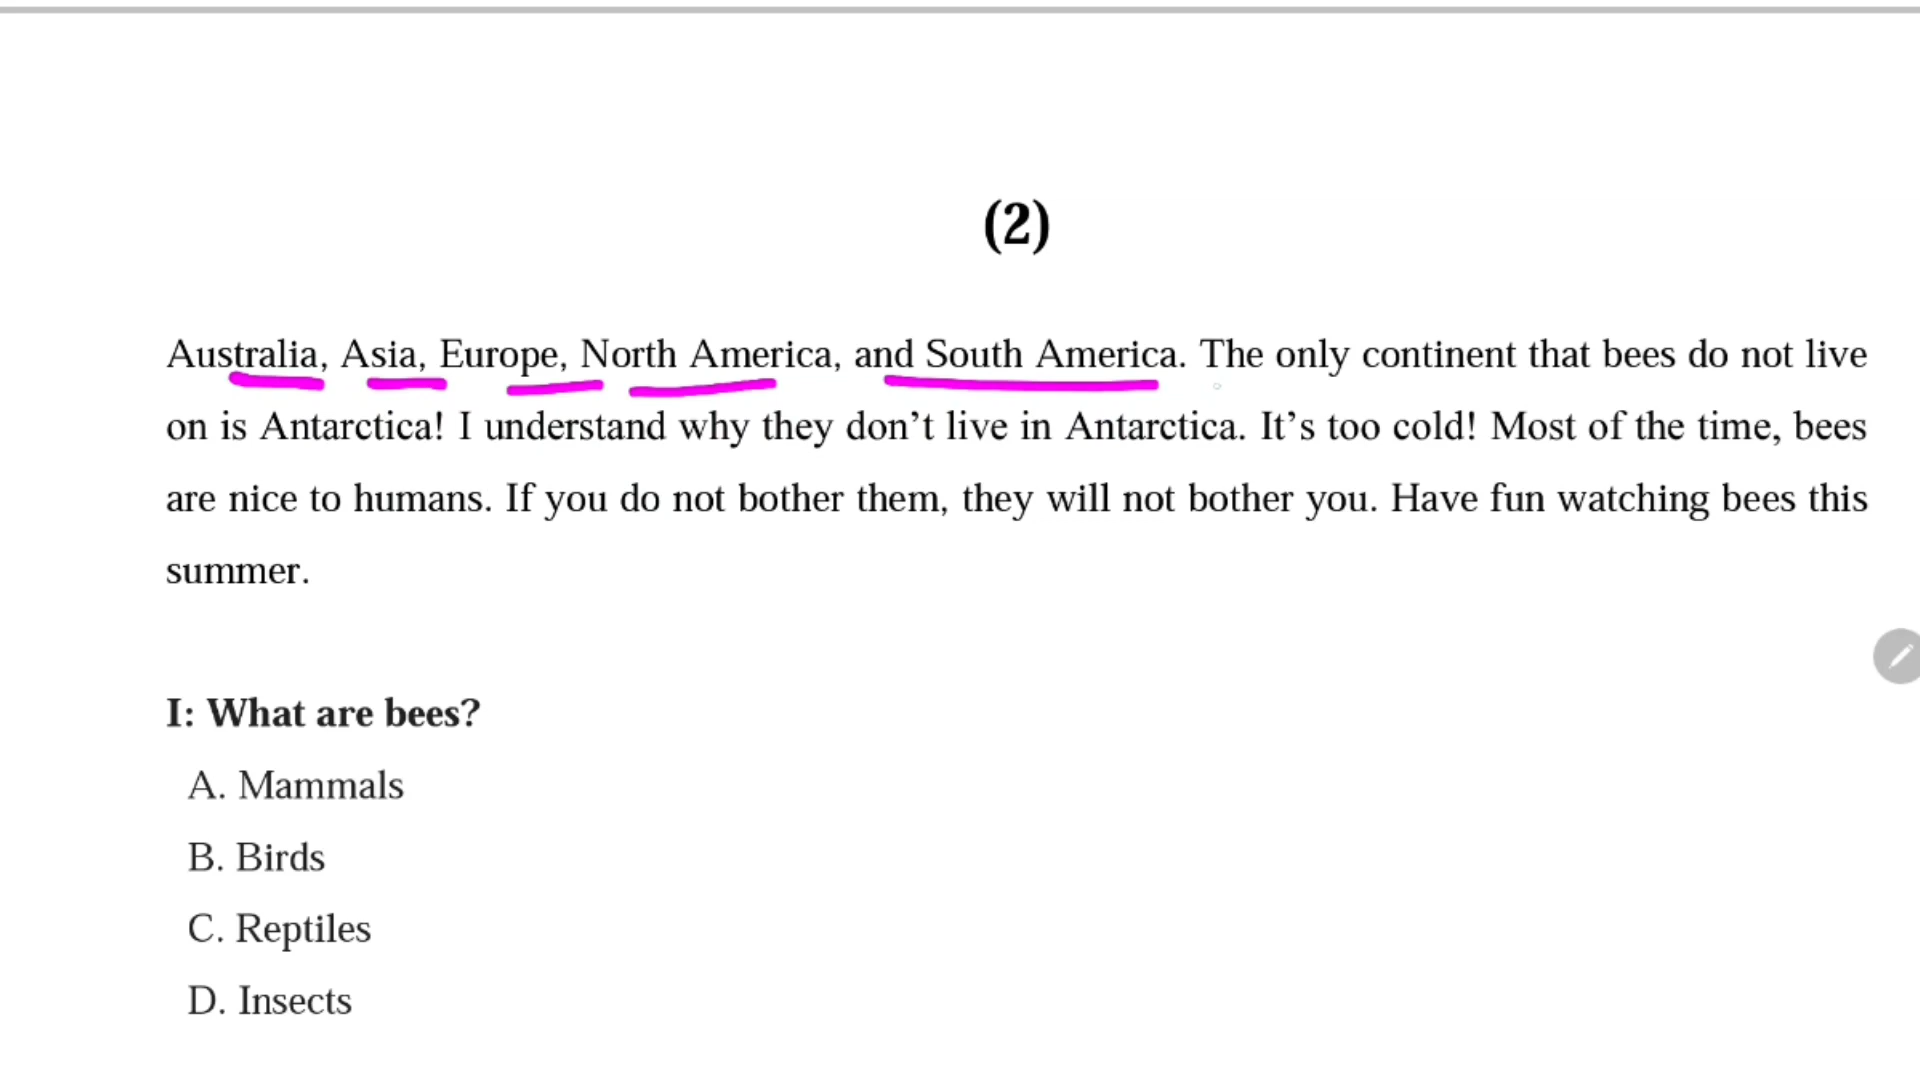 (2)
Australia, Asia, Europe, North America, and South America. The only continent that bees do not live
on is Antarctica! I understand why they don’t live in Antarctica. It’s too cold! Most of the time, bees
are nice to humans. If you do not bother them, they will not bother you. Have fun watching bees this
summer.
I: What are bees?
A. Mammals
B. Birds
C. Reptiles
D. Insects